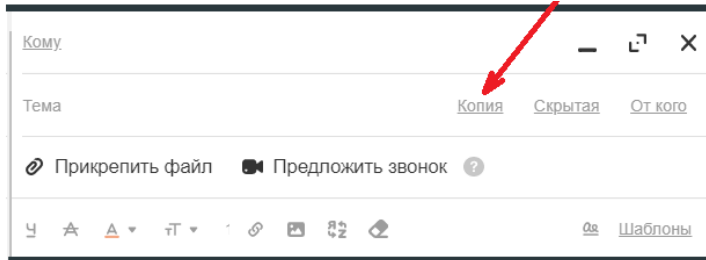 Кому
Тема Копия Скрытая От кого
Прикрепить файл Предложить звонок ?
Шаблоны